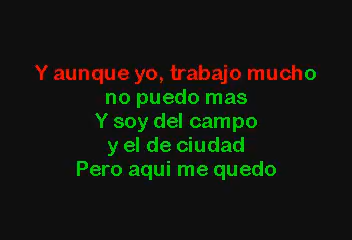 Y aunque yo, trabajo mucho
no puedo mas
Y soy del campo
y el de ciudad
Pero aqui me quedo